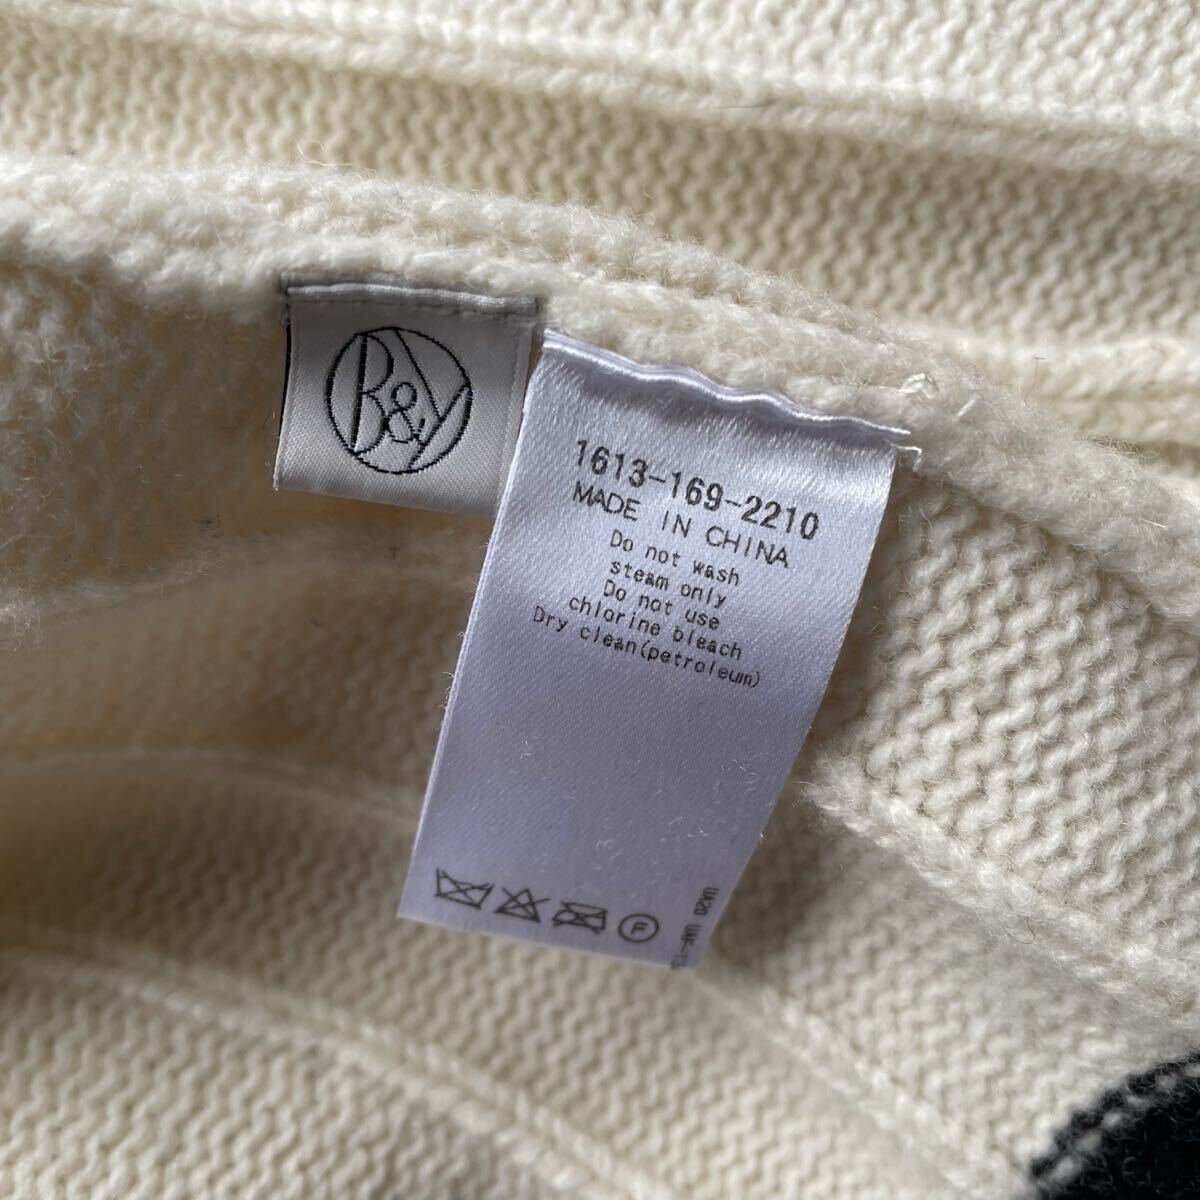 B&Y
1613-169-2210
MADE IN CHINA
Do not wash
steam only
Do not use
chlorine bleach
Dry clean(petroleum)
F
UA20